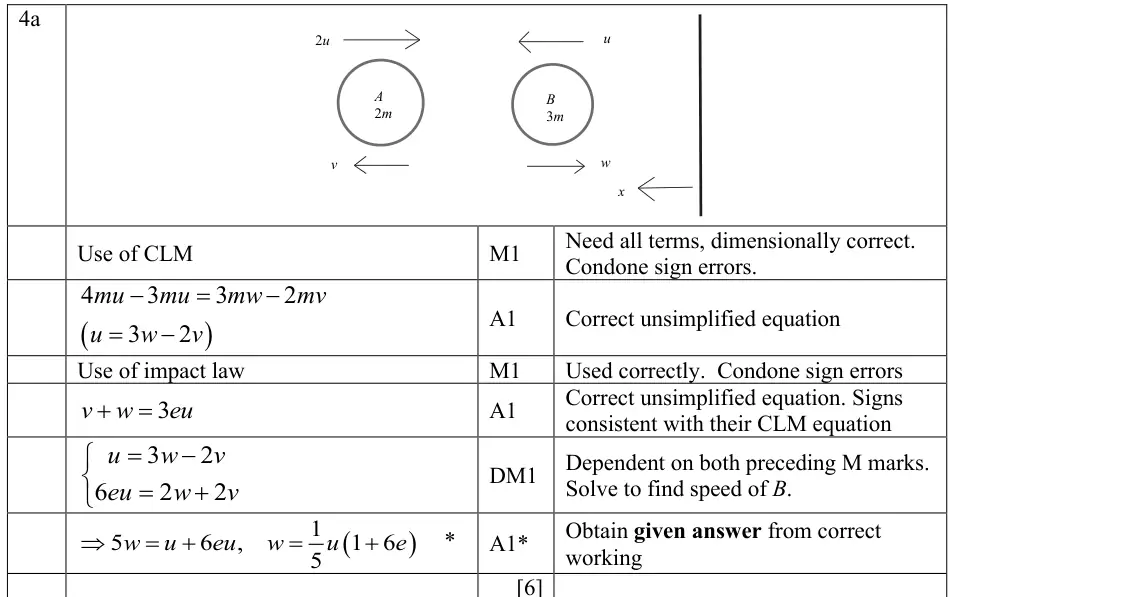 4a
2u
u
A
2m
B
3m
v
w
x
Use of CLM
M1
Need all terms, dimensionally correct.
Condone sign errors.
4mu − 3mu = 3mw − 2mv
(u = 3w − 2v)
A1
Correct unsimplified equation
Use of impact law
M1
Used correctly.  Condone sign errors
v + w = 3eu
A1
Correct unsimplified equation. Signs
consistent with their CLM equation
{ u = 3w − 2v
6eu = 2w + 2v
DM1
Dependent on both preceding M marks.
Solve to find speed of B.
⇒ 5w = u + 6eu,   w = 1/5 u(1 + 6e)   *
A1*
Obtain given answer from correct
working
[6]